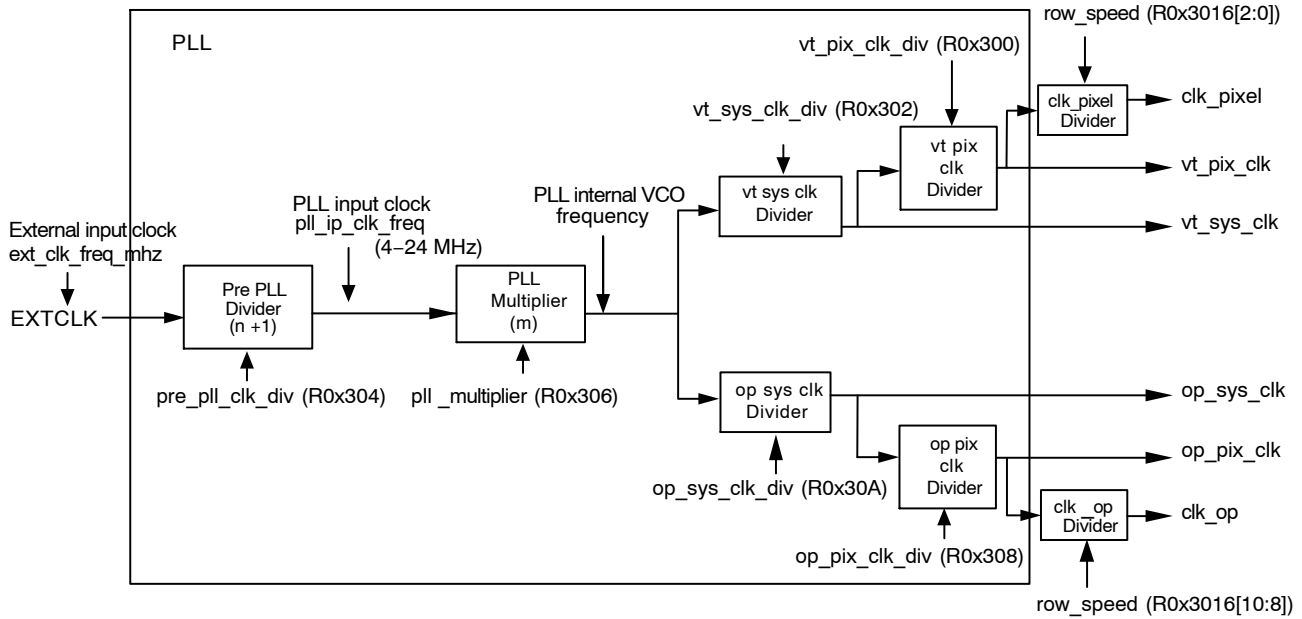 row_speed (R0x3016[2:0])
PLL
vt_pix_clk_div (R0x300)
clk_pixel
Divider
clk_pixel
vt_sys_clk_div (R0x302)
vt pix
clk
Divider
vt_pix_clk
PLL input clock
pll_ip_clk_freq
(4–24 MHz)
PLL internal VCO
frequency
vt sys clk
Divider
vt_sys_clk
External input clock
ext_clk_freq_mhz
EXTCLK
Pre PLL
Divider
(n +1)
PLL
Multiplier
(m)
pre_pll_clk_div (R0x304)
pll _multiplier (R0x306)
op sys clk
Divider
op_sys_clk
op pix
clk
Divider
op_pix_clk
op_sys_clk_div (R0x30A)
clk _op
Divider
clk_op
op_pix_clk_div (R0x308)
row_speed (R0x3016[10:8])